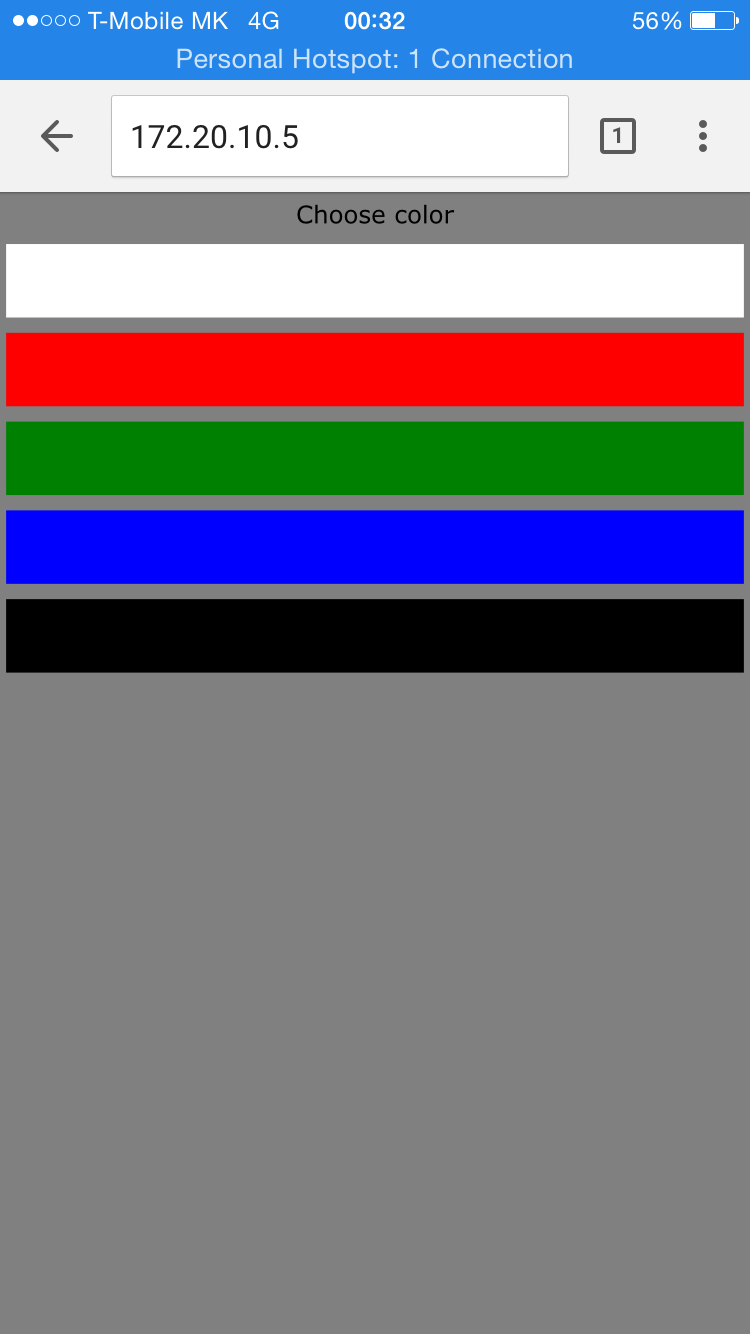 T-Mobile MK 4G 00:32 56%
Personal Hotspot: 1 Connection
172.20.10.5 1
Choose color